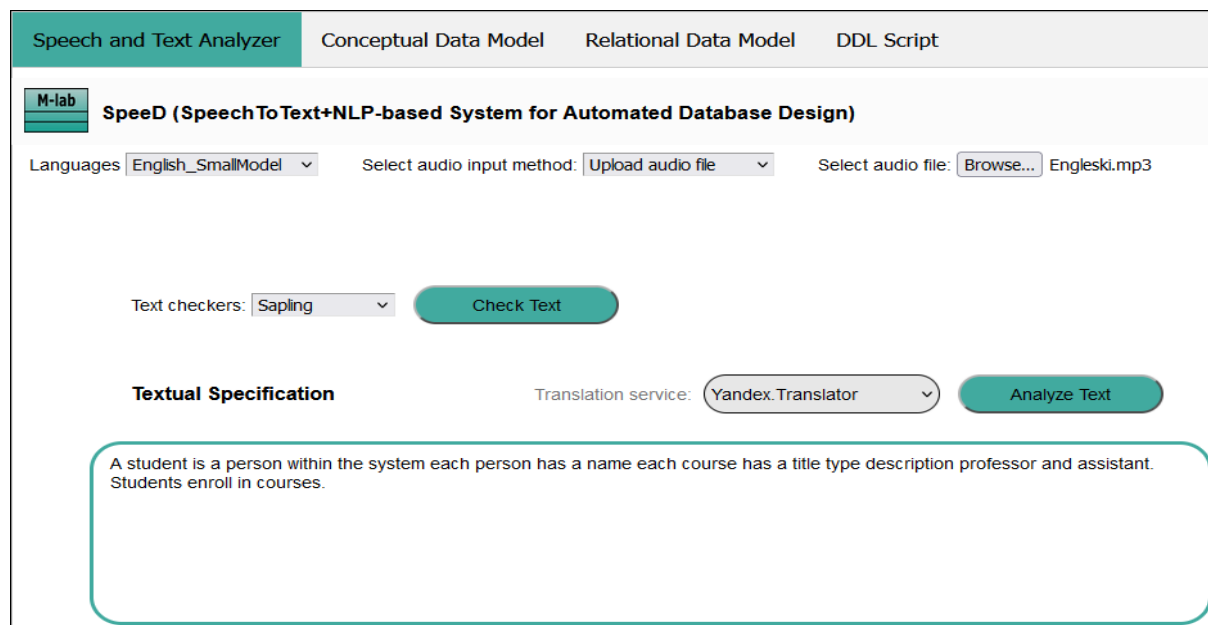 Speech and Text Analyzer Conceptual Data Model Relational Data Model DDL Script
M-lab
SpeeD (SpeechToText+NLP-based System for Automated Database Design)
Languages English_SmallModel Select audio input method: Upload audio file Select audio file: Browse... Engleski.mp3
Text checkers: Sapling Check Text
Textual Specification Translation service: Yandex.Translator Analyze Text
A student is a person within the system each person has a name each course has a title type description professor and assistant.
Students enroll in courses.